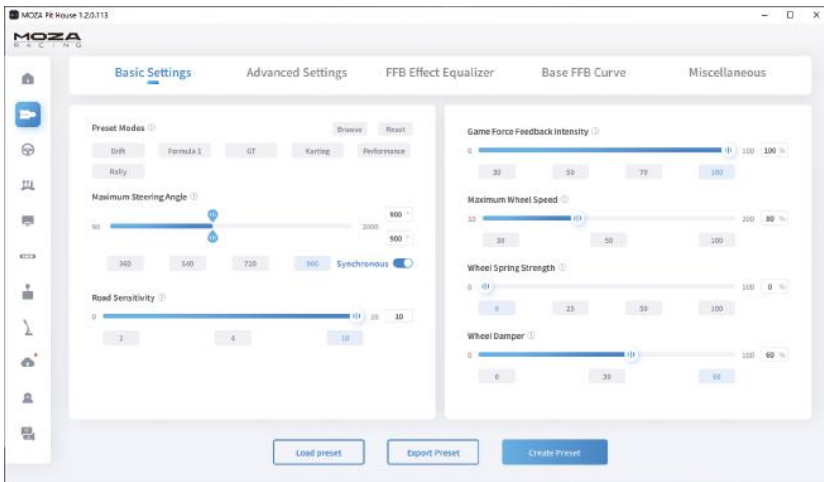 MOZA Pit House 1.2.0.113
MOZA
RACING
Basic Settings
Advanced Settings
FFB Effect Equalizer
Base FFB Curve
Miscellaneous
Preset Modes
Browse
Reset
Drift
Formula 1
GT
Karting
Performance
Rally
Maximum Steering Angle
90
2000
900 °
900 °
360
540
720
900
Synchronous
Road Sensitivity
0
10
10
2
4
10
Game Force Feedback Intensity
0
100
100 %
30
50
70
100
Maximum Wheel Speed
10
200
80 %
30
50
100
Wheel Spring Strength
0
100
0 %
0
25
50
100
Wheel Damper
0
100
60 %
0
30
60
Load preset
Export Preset
Create Preset